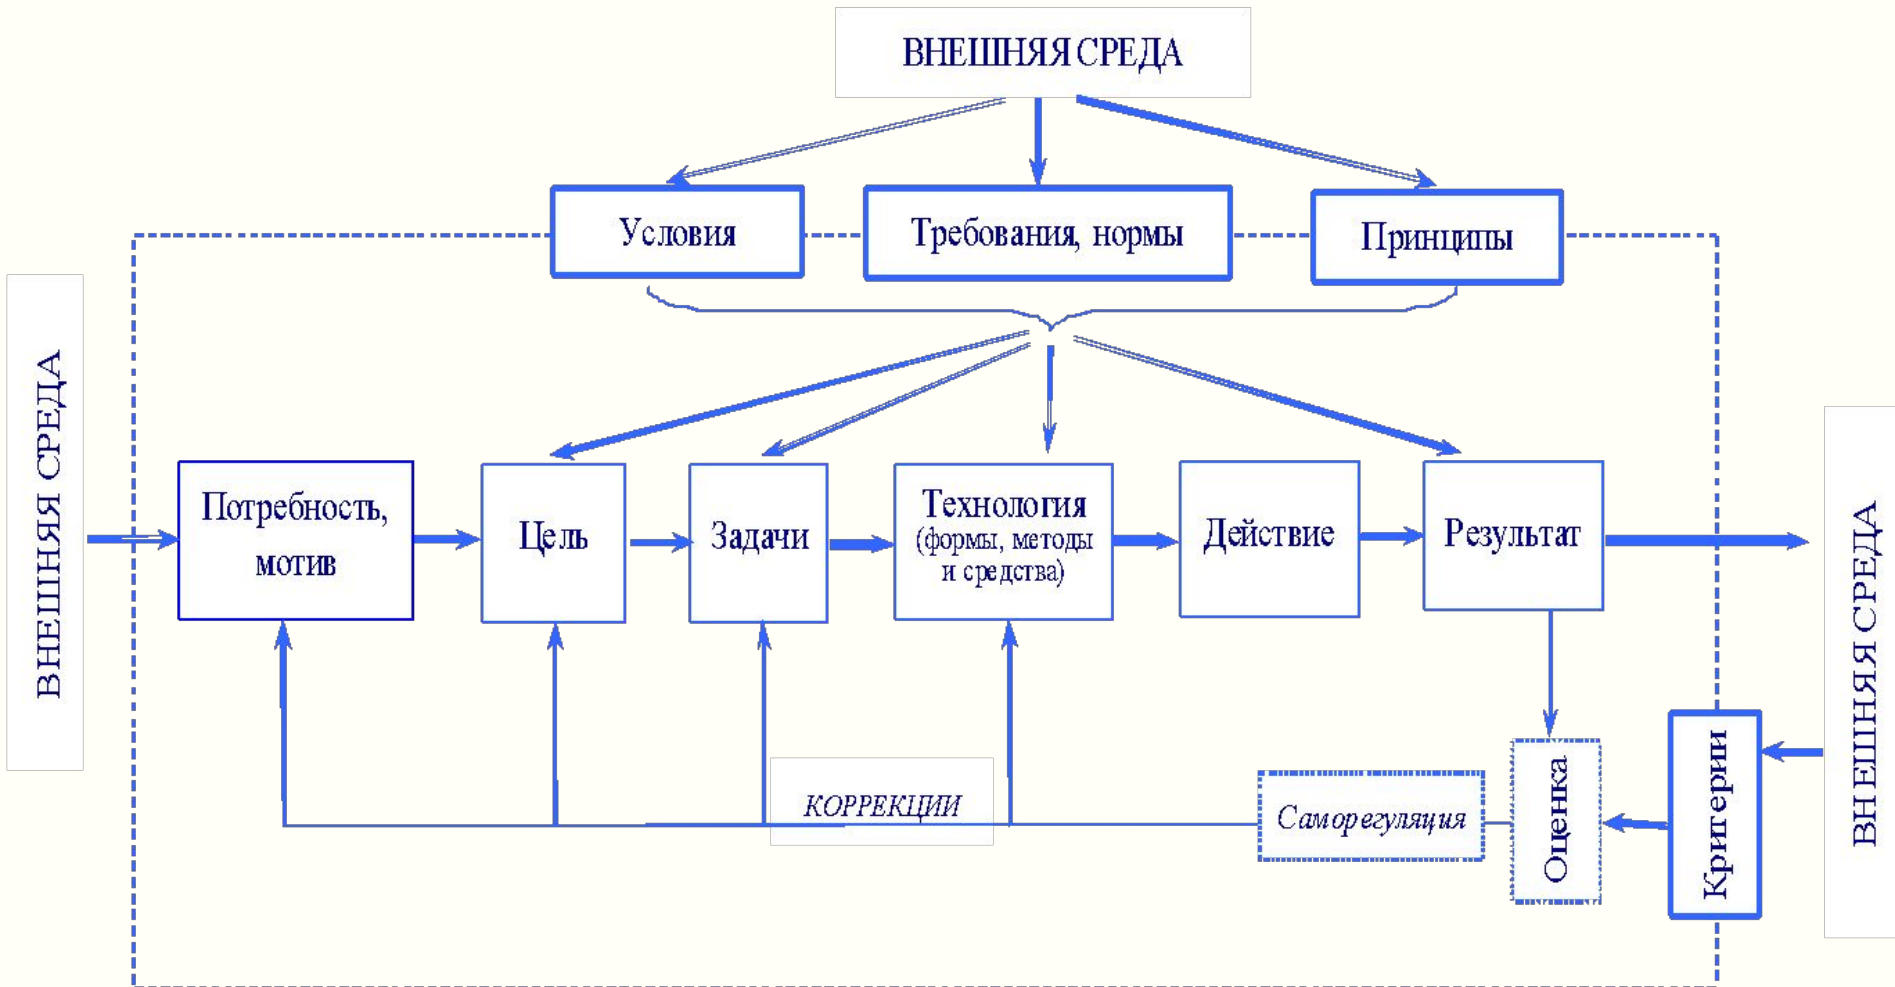 ВНЕШНЯЯ СРЕДА
Условия
Требования, нормы
Принципы
ВНЕШНЯЯ СРЕДА
Потребность,
мотив
Цель
Задачи
Технология
(формы, методы
и средства)
Действие
Результат
ВНЕШНЯЯ СРЕДА
КОРРЕКЦИИ
Саморегуляция
Оценка
Критерии